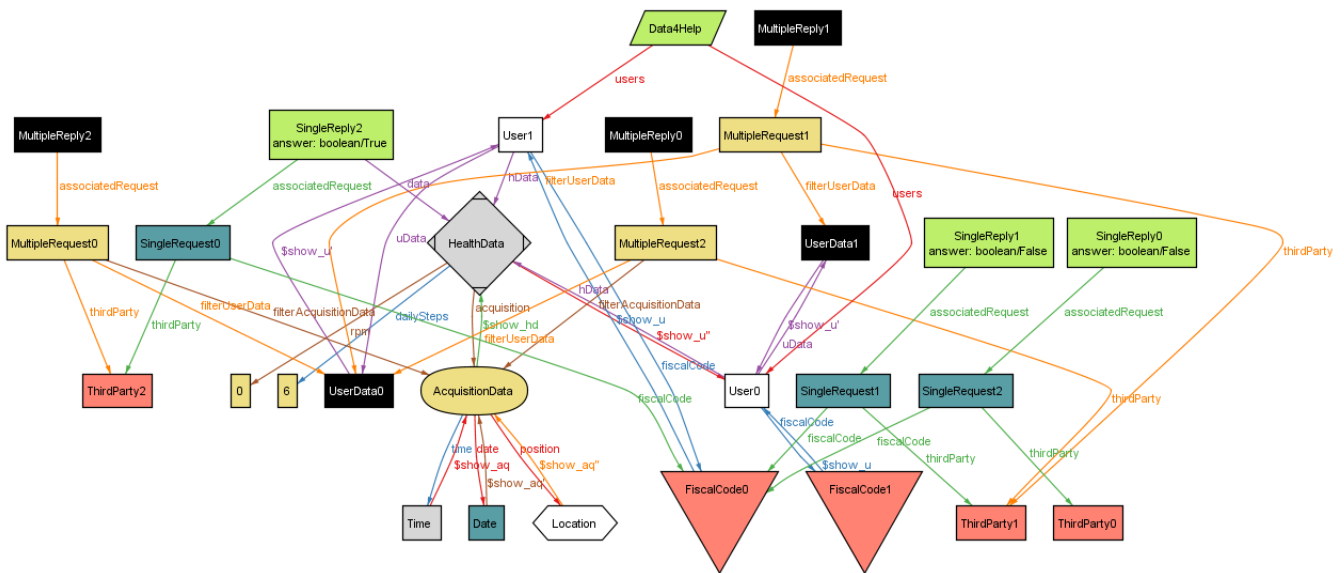 Data4Help
MultipleReply1
users
associatedRequest
MultipleReply2
SingleReply2
answer: boolean/True
User1
MultipleReply0
MultipleRequest1
associatedRequest
associatedRequest
data
hData
filterUserData
associatedRequest
filterUserData
users
MultipleRequest0
SingleRequest0
$show_u'
uData
HealthData
MultipleRequest2
UserData1
SingleReply1
answer: boolean/False
SingleReply0
answer: boolean/False
thirdParty
thirdParty
thirdParty
filterUserData
filterAcquisitionData
rpm
dailySteps
acquisition
$show_hd
filterUserData
hData
filterAcquisitionData
$show_u
$show_u''
$show_u'
uData
associatedRequest
associatedRequest
ThirdParty2
0
6
UserData0
AcquisitionData
fiscalCode
fiscalCode
User0
SingleRequest1
SingleRequest2
thirdParty
time
date
$show_aq
$show_aq'
position
$show_aq''
fiscalCode
$show_u
fiscalCode
fiscalCode
thirdParty
thirdParty
Time
Date
Location
FiscalCode0
FiscalCode1
ThirdParty1
ThirdParty0